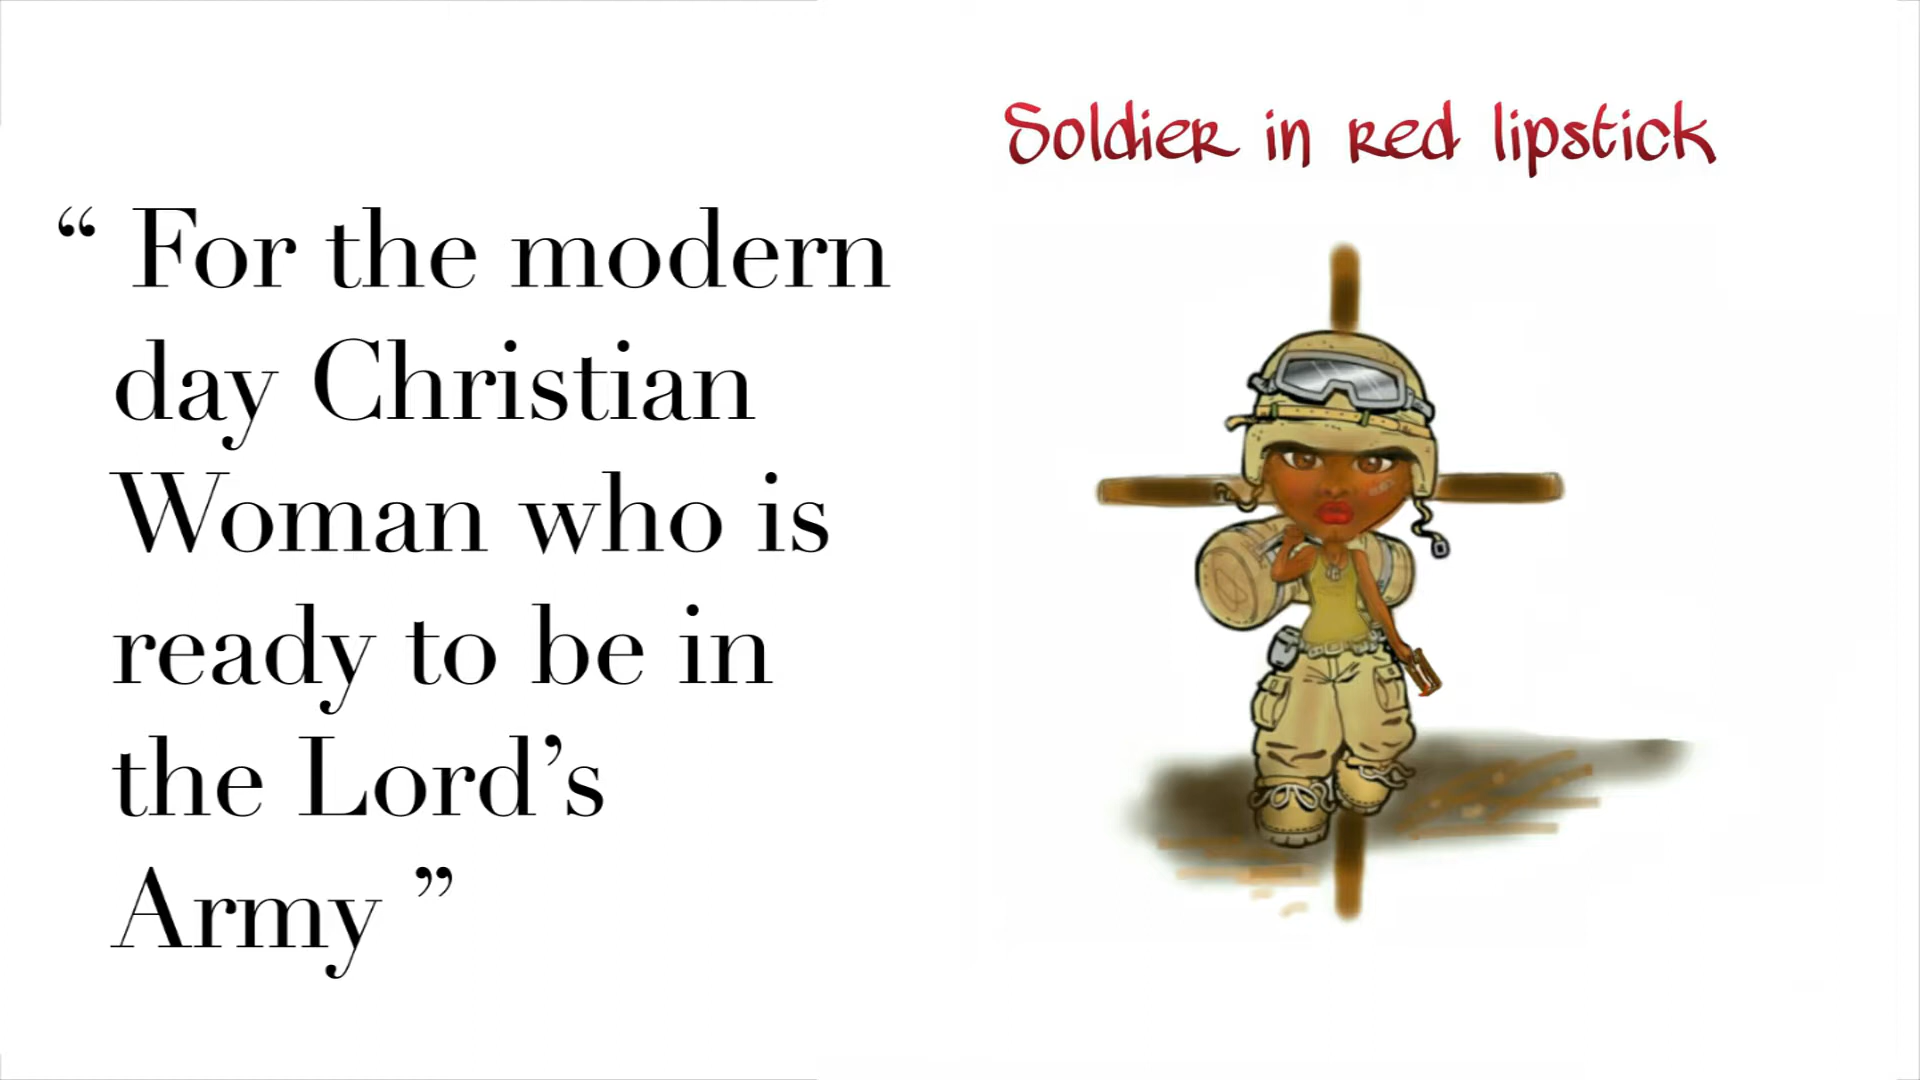 “ For the modern
day Christian
Woman who is
ready to be in
the Lord’s
Army ”
Soldier in red lipstick